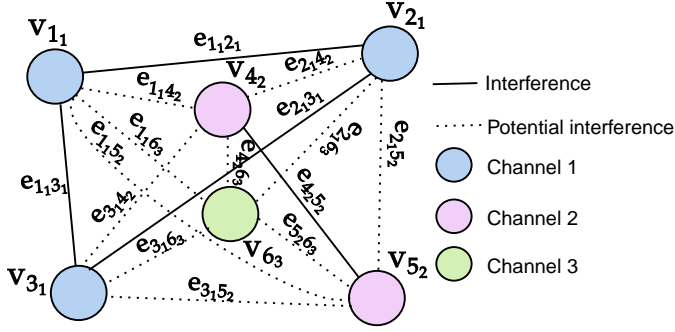 v₁₁
v₂₁
e₁₁₂₁
v₄₂
e₂₁₄₂
e₁₁₄₂
e₂₁₃₁
e₁₁₆₃
e₁₁₅₂
e₂₁₆₃
e₂₁₅₂
e₄₂₆₃
e₄₂₅₂
e₁₁₃₁
e₃₁₄₂
e₃₁₆₃
e₅₂₆₃
v₆₃
v₃₁
v₅₂
e₃₁₅₂
Interference
Potential interference
Channel 1
Channel 2
Channel 3